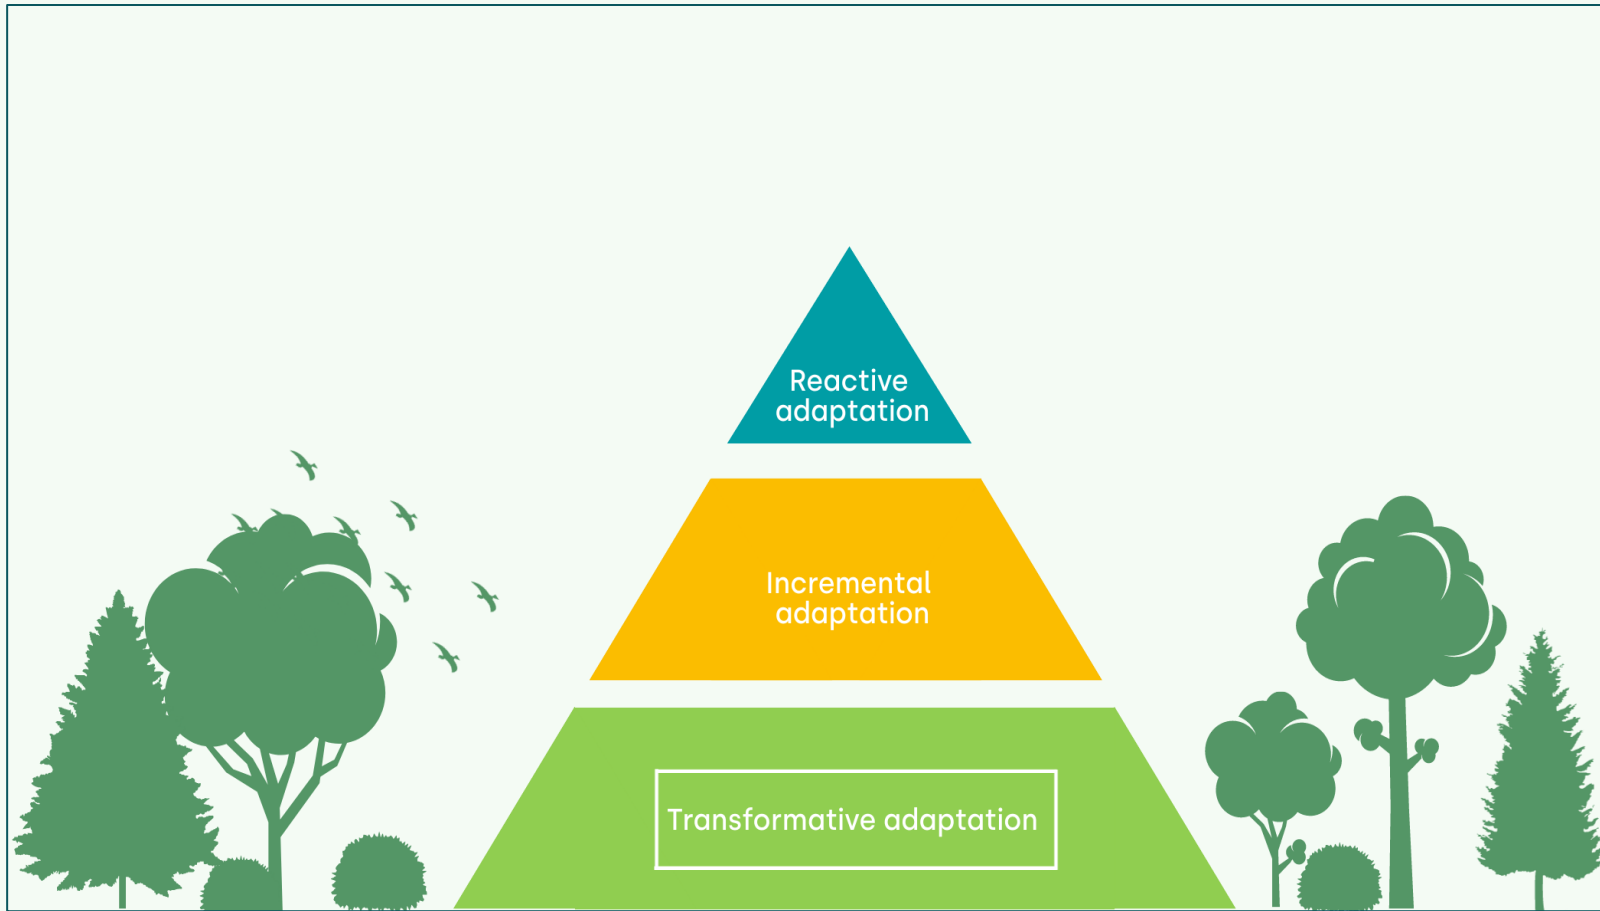 Reactive
adaptation
Incremental
adaptation
Transformative adaptation